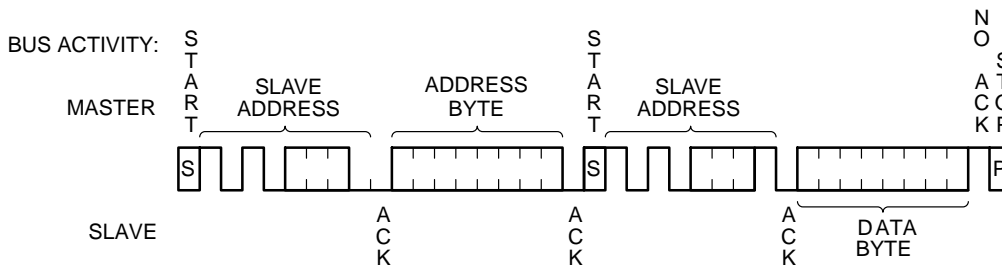 BUS ACTIVITY:
MASTER
START
SLAVE
ADDRESS
ADDRESS
BYTE
START
SLAVE
ADDRESS
NO ACK
STOP
S
S
P
SLAVE
ACK
ACK
ACK
DATA
BYTE